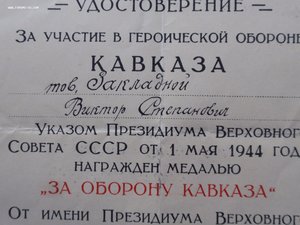 УДОСТОВЕРЕНИЕ
ЗА УЧАСТИЕ В ГЕРОИЧЕСКОЙ ОБОРОНЕ
КАВКАЗА
тов. Закладной
Виктор Степанович
УКАЗОМ ПРЕЗИДИУМА ВЕРХОВНОГО
СОВЕТА СССР ОТ 1 МАЯ 1944 ГОДА
НАГРАЖДЕН МЕДАЛЬЮ
„ЗА ОБОРОНУ КАВКАЗА“
ОТ ИМЕНИ ПРЕЗИДИУМА ВЕРХОВНОГО